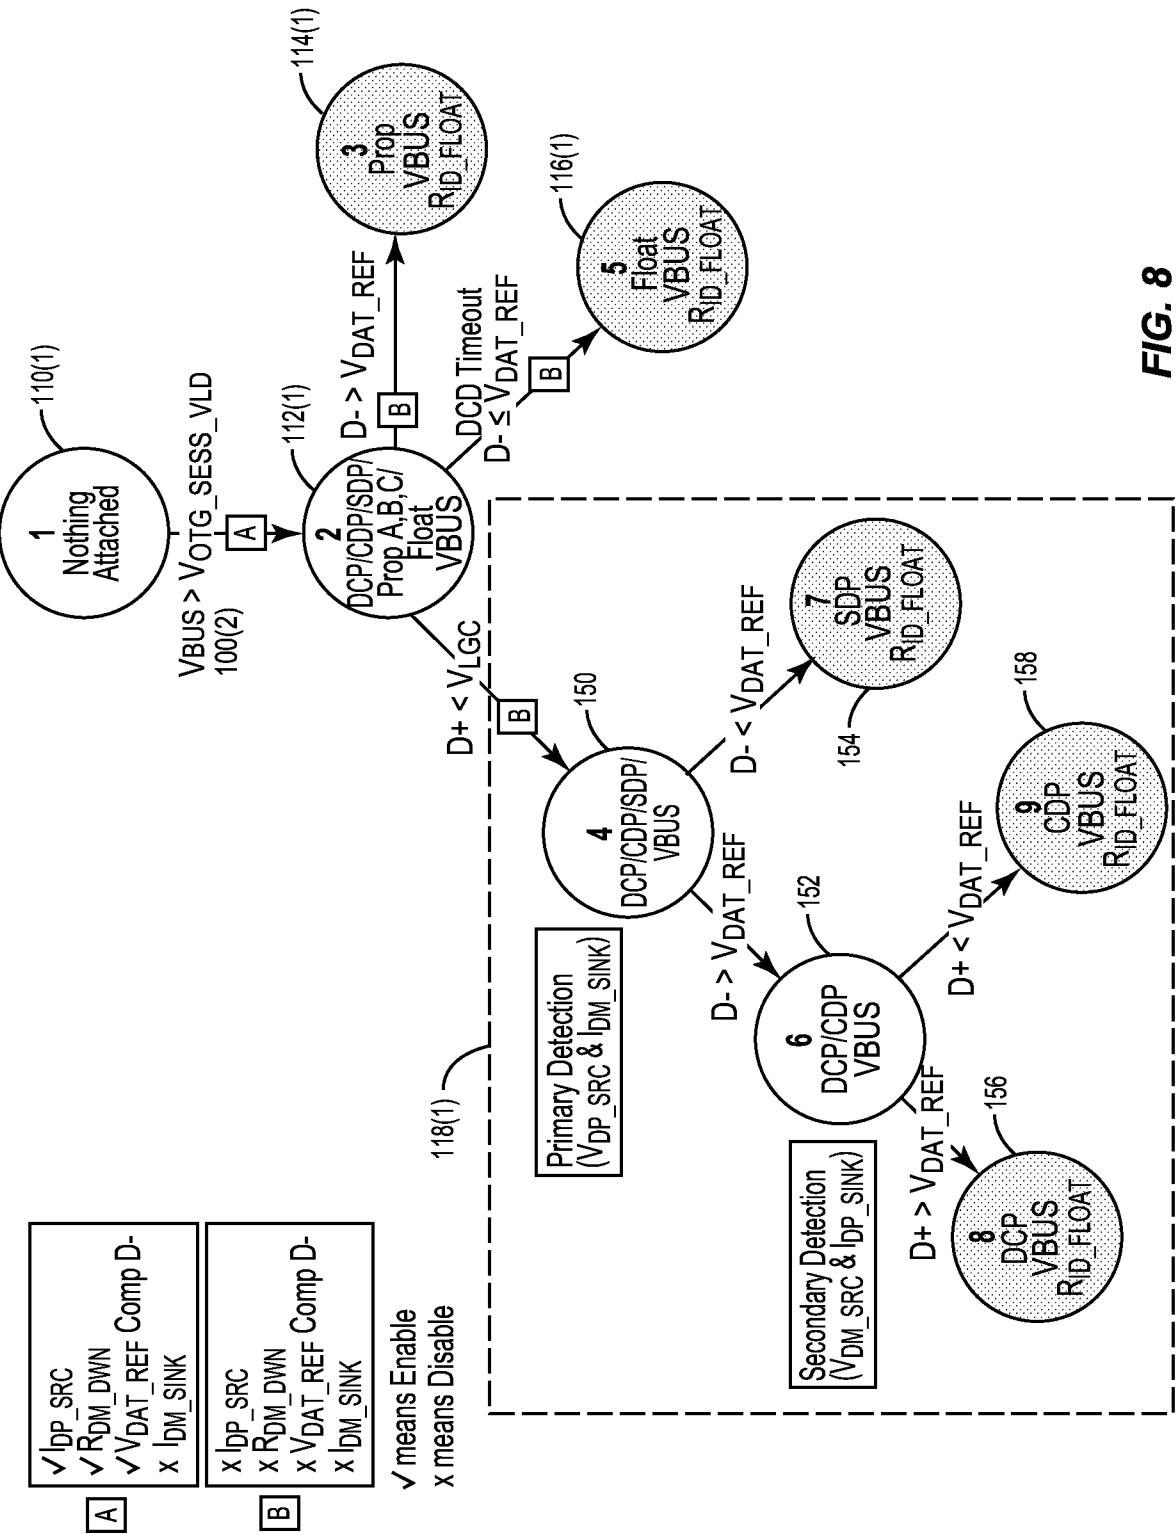 110(1)
1
Nothing
Attached
VBUS > VOTG_SESS_VLD
100(2)
A
112(1)
2
DCP/CDP/SDP/
Prop A,B,C/
Float
VBUS
D- > VDAT_REF
B
114(1)
3
Prop
VBUS
RID_FLOAT
DCD Timeout
D- ≤ VDAT_REF
B
116(1)
5
Float
VBUS
RID_FLOAT
D+ < VLGC
B
118(1)
150
4
DCP/CDP/SDP/
VBUS
Primary Detection
(VDP_SRC & IDM_SINK)
D- < VDAT_REF
154
7
SDP
VBUS
RID_FLOAT
D- > VDAT_REF
152
6
DCP/CDP
VBUS
Secondary Detection
(VDM_SRC & IDP_SINK)
D+ < VDAT_REF
158
9
CDP
VBUS
RID_FLOAT
D+ > VDAT_REF
156
8
DCP
VBUS
RID_FLOAT
A
✓ IDP_SRC
✓ RDM_DWN
✓ VDAT_REF Comp D-
x IDM_SINK
B
x IDP_SRC
x RDM_DWN
x VDAT_REF Comp D-
x IDM_SINK
✓ means Enable
x means Disable
FIG. 8